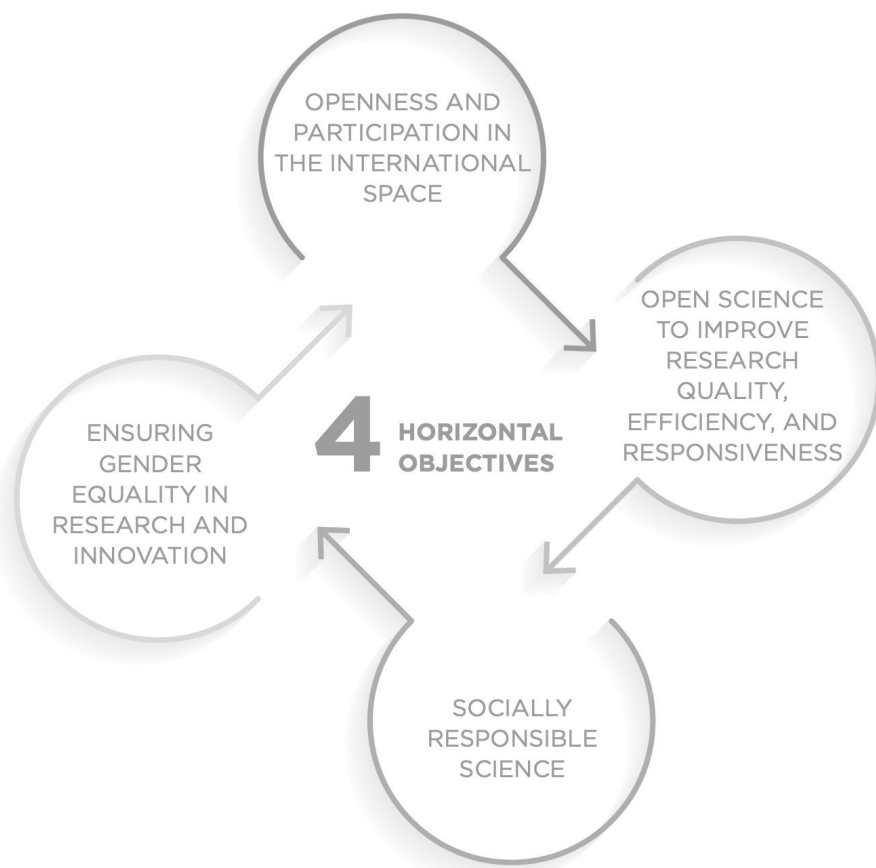 OPENNESS AND
PARTICIPATION IN
THE INTERNATIONAL
SPACE
OPEN SCIENCE
TO IMPROVE
RESEARCH
QUALITY,
EFFICIENCY, AND
RESPONSIVENESS
4 HORIZONTAL
OBJECTIVES
ENSURING
GENDER
EQUALITY IN
RESEARCH AND
INNOVATION
SOCIALLY
RESPONSIBLE
SCIENCE